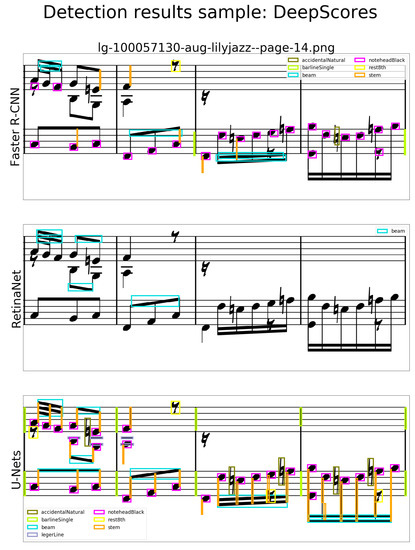 Detection results sample: DeepScores
lg-100057130-aug-lilyjazz--page-14.png
Faster R-CNN
accidentalNatural
barlineSingle
beam
noteheadBlack
rest8th
stem
RetinaNet
beam
U-Nets
accidentalNatural
barlineSingle
beam
legerLine
noteheadBlack
rest8th
stem